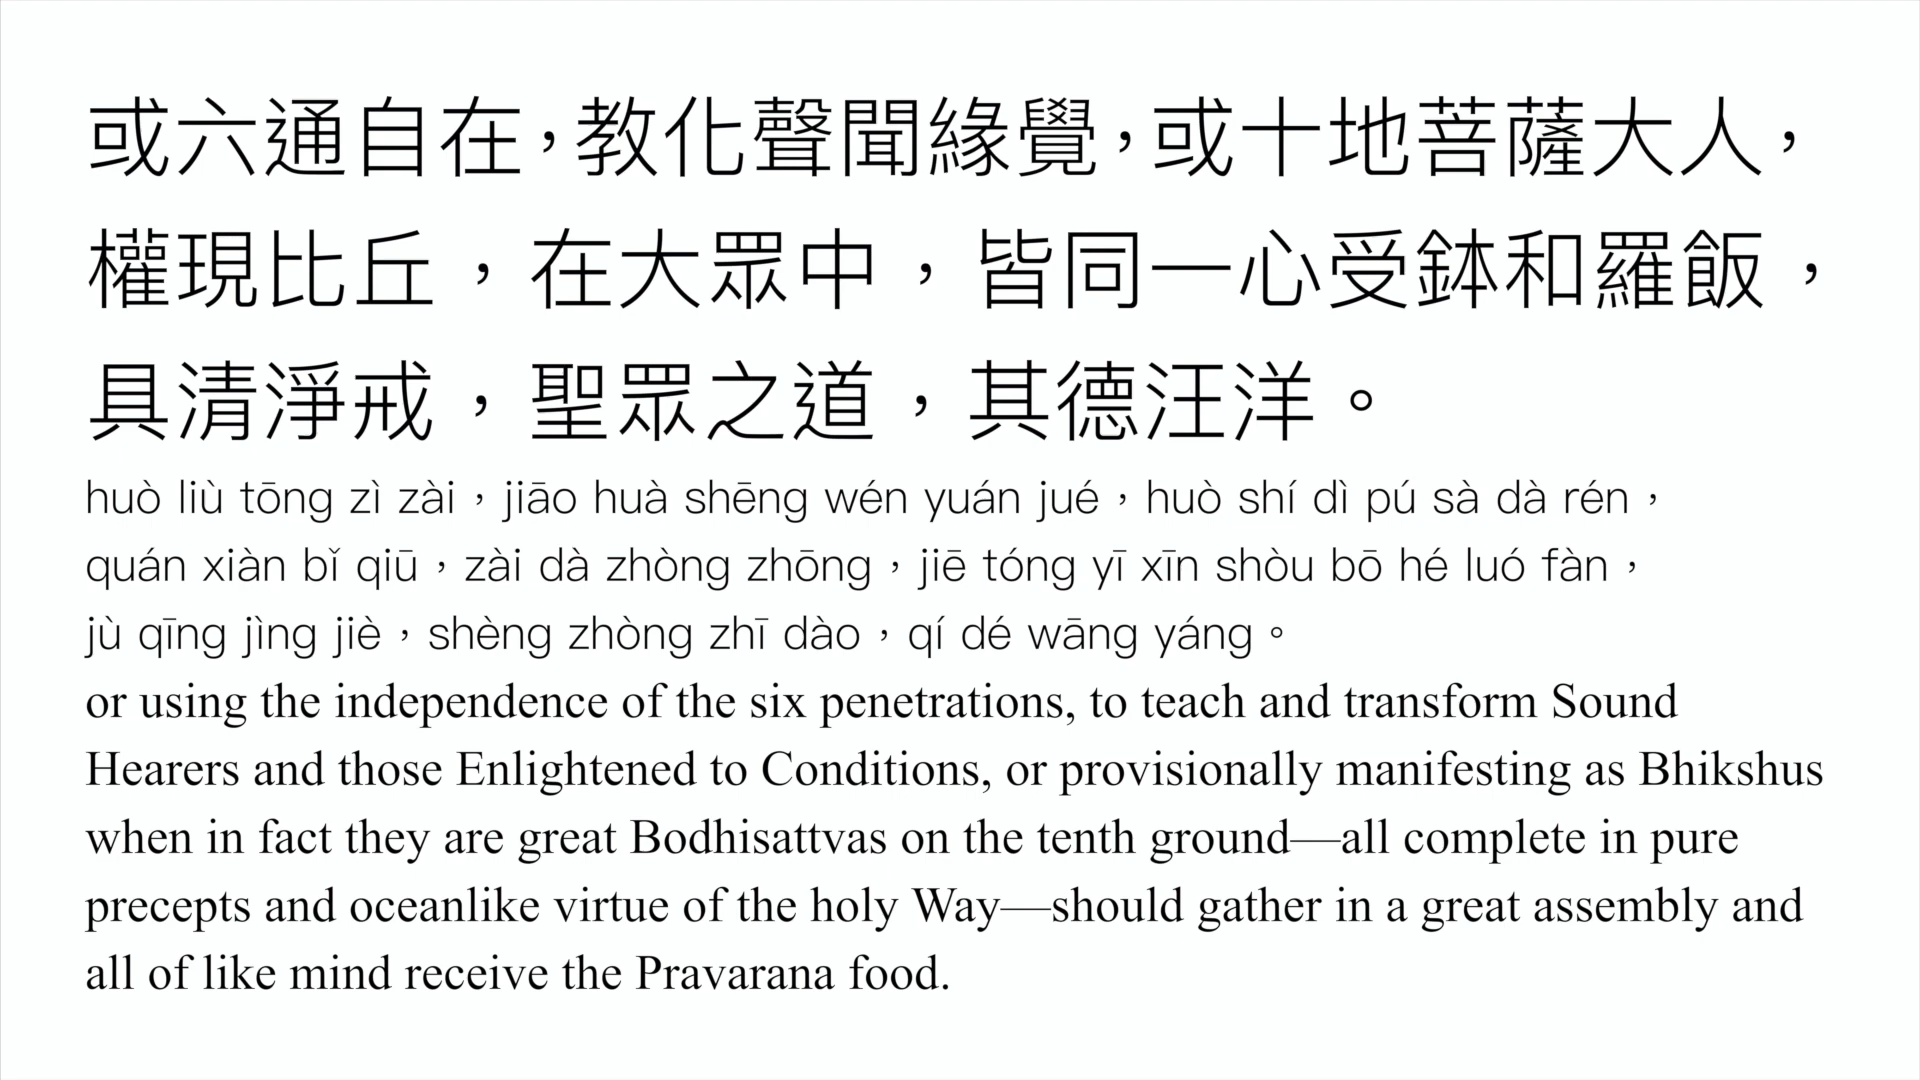 或六通自在，教化聲聞緣覺，或十地菩薩大人，
權現比丘，在大眾中，皆同一心受鉢和羅飯，
具清淨戒，聖眾之道，其德汪洋。
huò liù tōng zì zài，jiāo huà shēng wén yuán jué，huò shí dì pú sà dà rén，
quán xiàn bǐ qiū，zài dà zhòng zhōng，jiē tóng yī xīn shòu bō hé luó fàn，
jù qīng jìng jiè，shèng zhòng zhī dào，qí dé wāng yáng。
or using the independence of the six penetrations, to teach and transform Sound
Hearers and those Enlightened to Conditions, or provisionally manifesting as Bhikshus
when in fact they are great Bodhisattvas on the tenth ground—all complete in pure
precepts and oceanlike virtue of the holy Way—should gather in a great assembly and
all of like mind receive the Pravarana food.